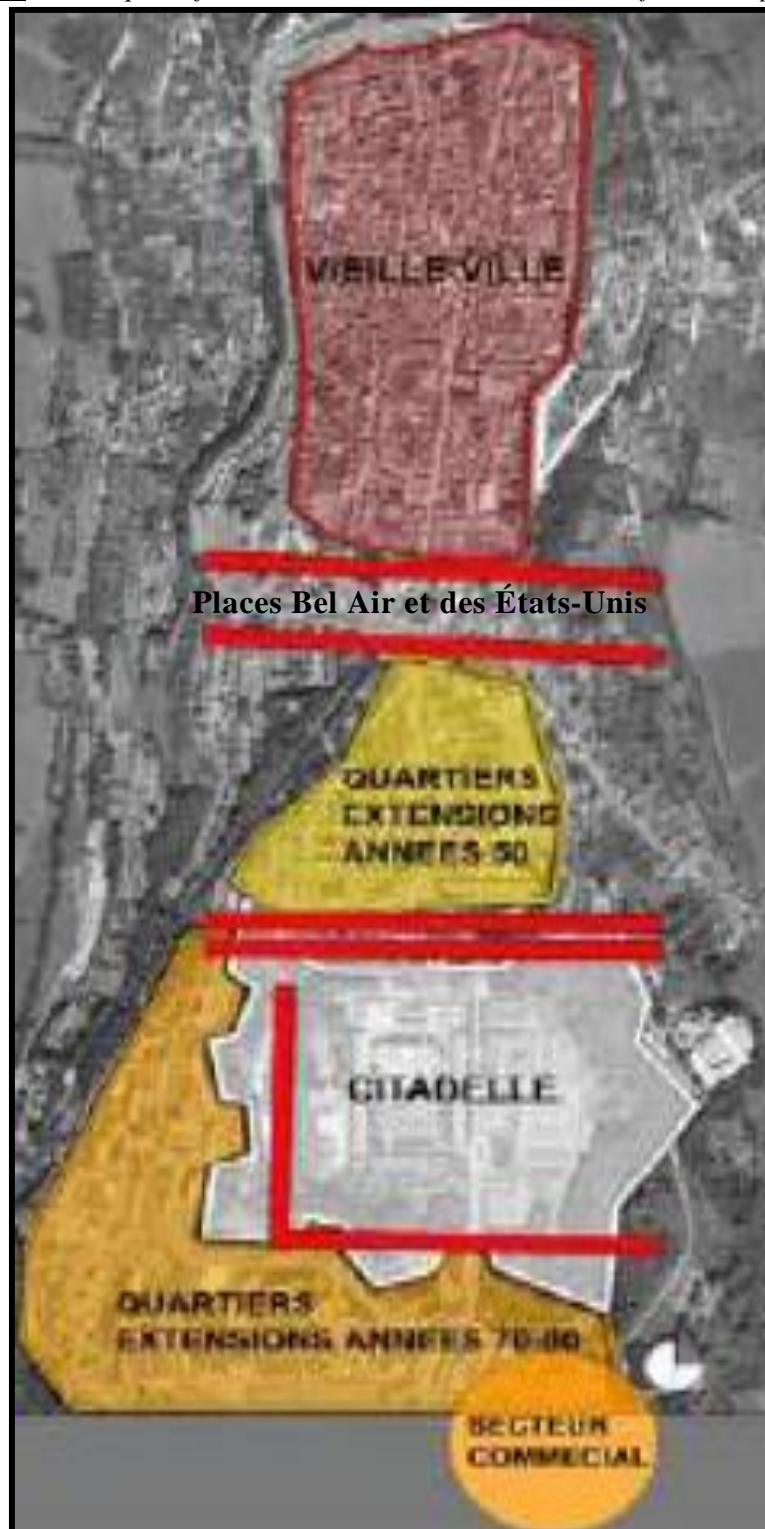 VIEILLE VILLE
Places Bel Air et des États-Unis
QUARTIERS
EXTENSIONS
ANNEES 50
CITADELLE
QUARTIERS
EXTENSIONS ANNEES 70-80
SECTEUR
COMMECIAL